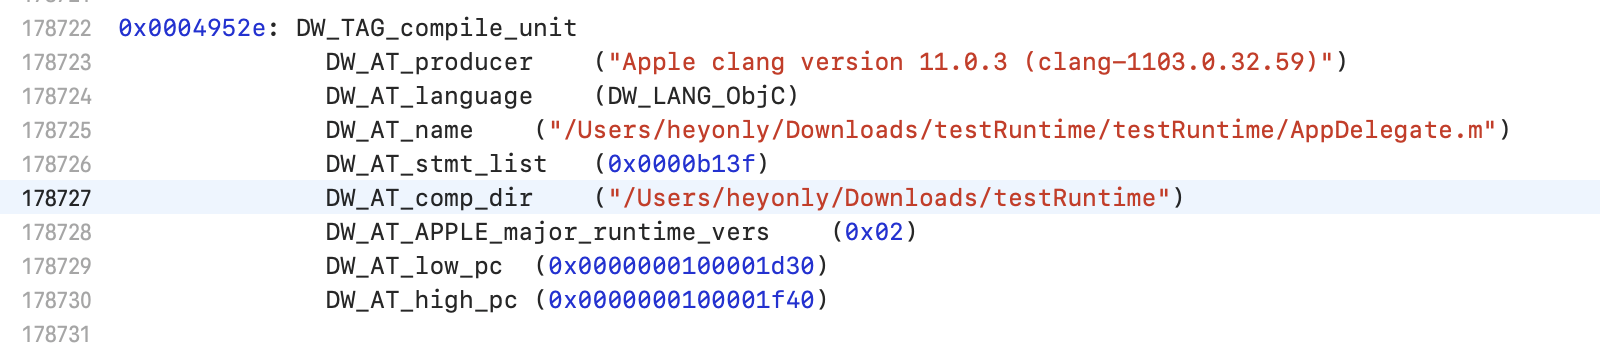 178722 0x0004952e: DW_TAG_compile_unit
178723 DW_AT_producer ("Apple clang version 11.0.3 (clang-1103.0.32.59)")
178724 DW_AT_language (DW_LANG_ObjC)
178725 DW_AT_name ("/Users/heyonly/Downloads/testRuntime/testRuntime/AppDelegate.m")
178726 DW_AT_stmt_list (0x0000b13f)
178727 DW_AT_comp_dir ("/Users/heyonly/Downloads/testRuntime")
178728 DW_AT_APPLE_major_runtime_vers (0x02)
178729 DW_AT_low_pc (0x0000000100001d30)
178730 DW_AT_high_pc (0x0000000100001f40)
178731